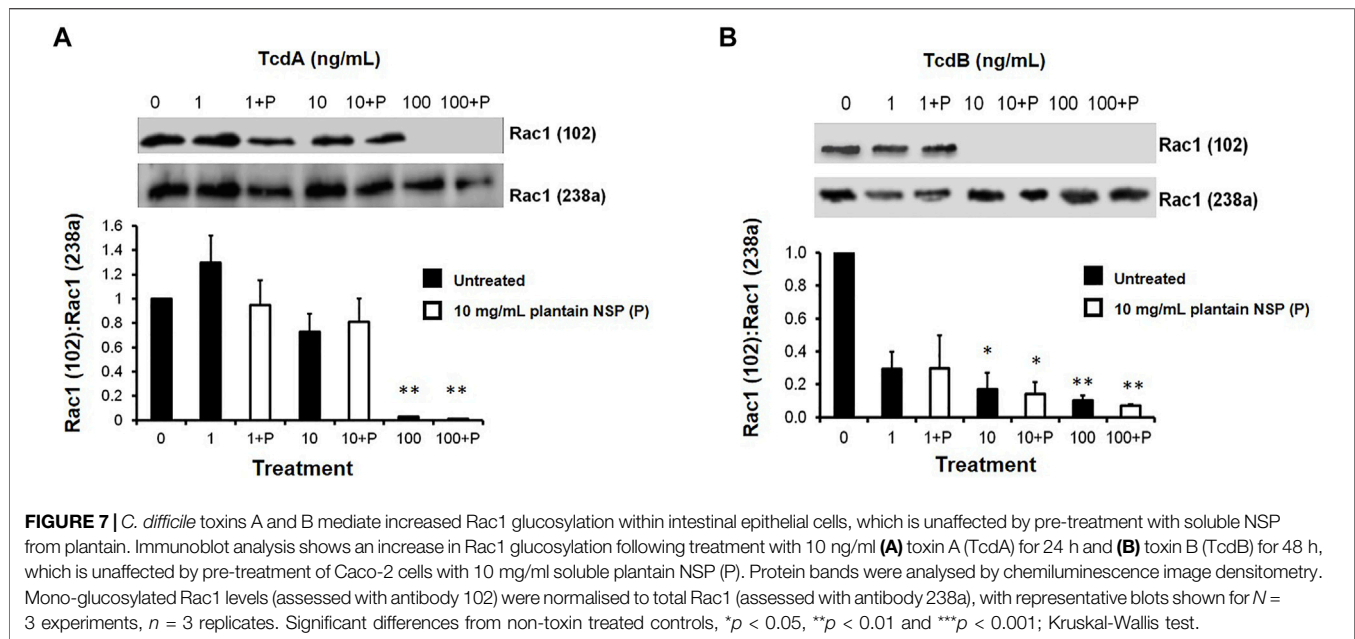 A
TcdA (ng/mL)
0 1 1+P 10 10+P 100 100+P
Rac1 (102)
Rac1 (238a)
Rac1 (102):Rac1 (238a)
1.6
1.4
1.2
1
0.8
0.6
0.4
0.2
0
Untreated
10 mg/mL plantain NSP (P)
** **
0 1 1+P 10 10+P 100 100+P
Treatment
B
TcdB (ng/mL)
0 1 1+P 10 10+P 100 100+P
Rac1 (102)
Rac1 (238a)
Rac1 (102):Rac1 (238a)
1.0
0.8
0.6
0.4
0.2
0.0
Untreated
10 mg/mL plantain NSP (P)
* * ** **
0 1 1+P 10 10+P 100 100+P
Treatment
FIGURE 7 | C. difficile toxins A and B mediate increased Rac1 glucosylation within intestinal epithelial cells, which is unaffected by pre-treatment with soluble NSP
from plantain. Immunoblot analysis shows an increase in Rac1 glucosylation following treatment with 10 ng/ml (A) toxin A (TcdA) for 24 h and (B) toxin B (TcdB) for 48 h,
which is unaffected by pre-treatment of Caco-2 cells with 10 mg/ml soluble plantain NSP (P). Protein bands were analysed by chemiluminescence image densitometry.
Mono-glucosylated Rac1 levels (assessed with antibody 102) were normalised to total Rac1 (assessed with antibody 238a), with representative blots shown for N =
3 experiments, n = 3 replicates. Significant differences from non-toxin treated controls, *p < 0.05, **p < 0.01 and ***p < 0.001; Kruskal-Wallis test.